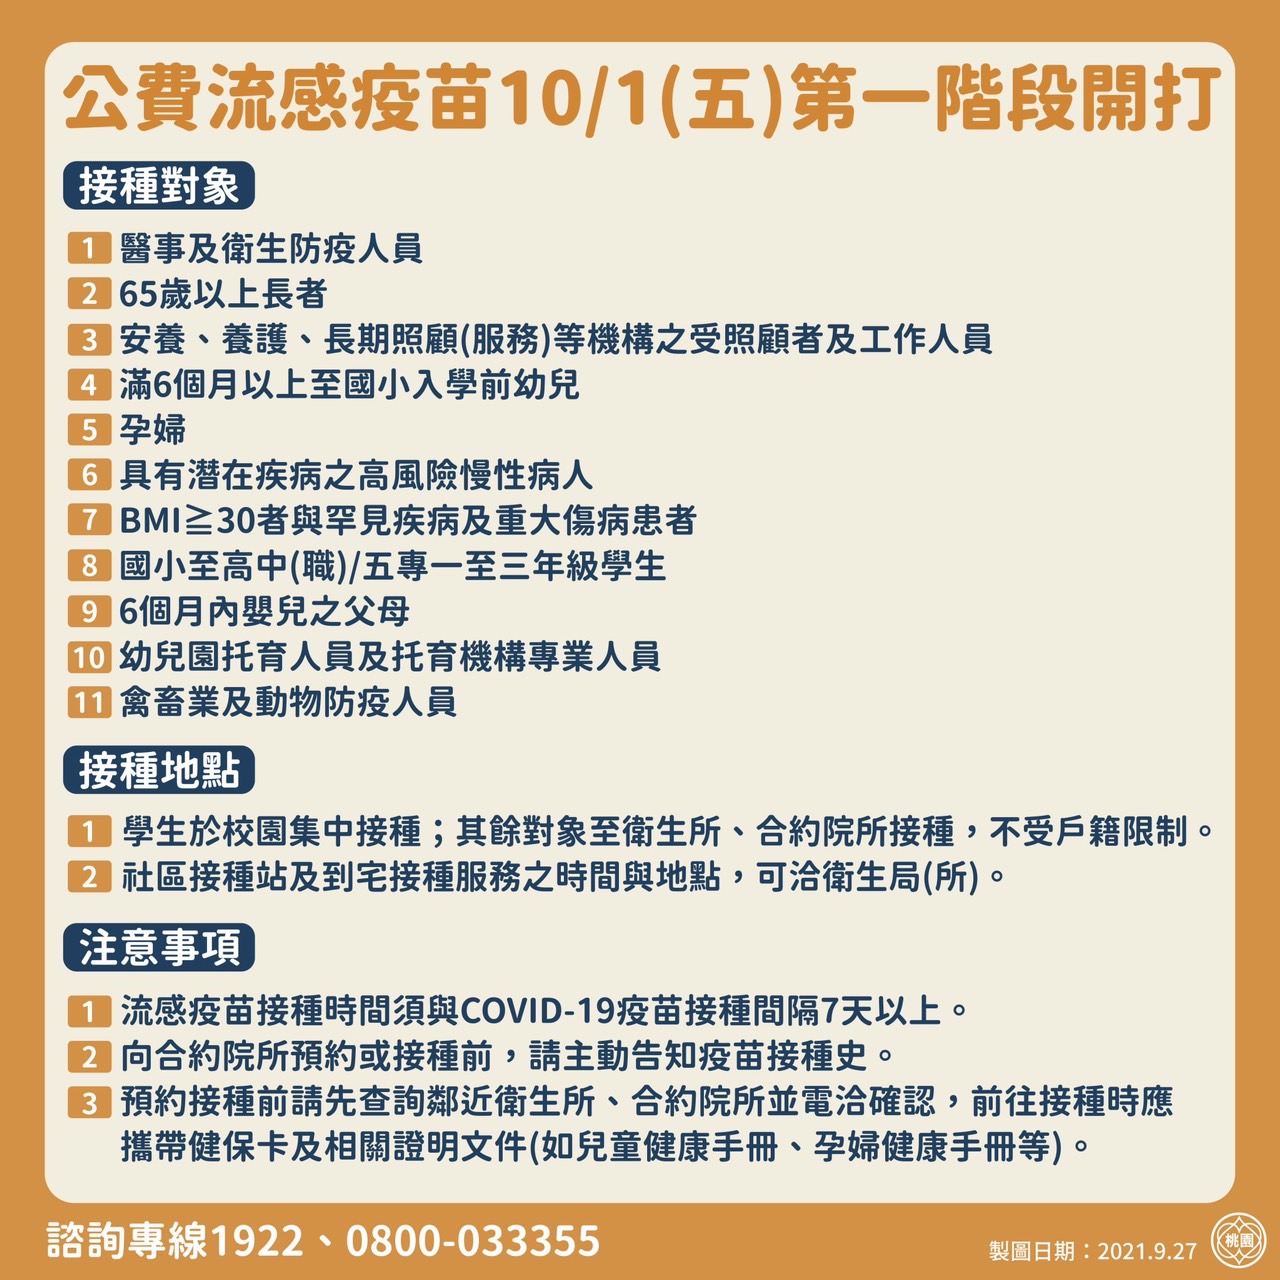 公費流感疫苗10/1(五)第一階段開打
接種對象
1 醫事及衛生防疫人員
2 65歲以上長者
3 安養、養護、長期照顧(服務)等機構之受照顧者及工作人員
4 滿6個月以上至國小入學前幼兒
5 孕婦
6 具有潛在疾病之高風險慢性病人
7 BMI≧30者與罕見疾病及重大傷病患者
8 國小至高中(職)/五專一至三年級學生
9 6個月內嬰兒之父母
10 幼兒園托育人員及托育機構專業人員
11 禽畜業及動物防疫人員
接種地點
1 學生於校園集中接種；其餘對象至衛生所、合約院所接種，不受戶籍限制。
2 社區接種站及到宅接種服務之時間與地點，可洽衛生局(所)。
注意事項
1 流感疫苗接種時間須與COVID-19疫苗接種間隔7天以上。
2 向合約院所預約或接種前，請主動告知疫苗接種史。
3 預約接種前請先查詢鄰近衛生所、合約院所並電洽確認，前往接種時應
攜帶健保卡及相關證明文件(如兒童健康手冊、孕婦健康手冊等)。
諮詢專線1922、0800-033355
製圖日期：2021.9.27
桃園